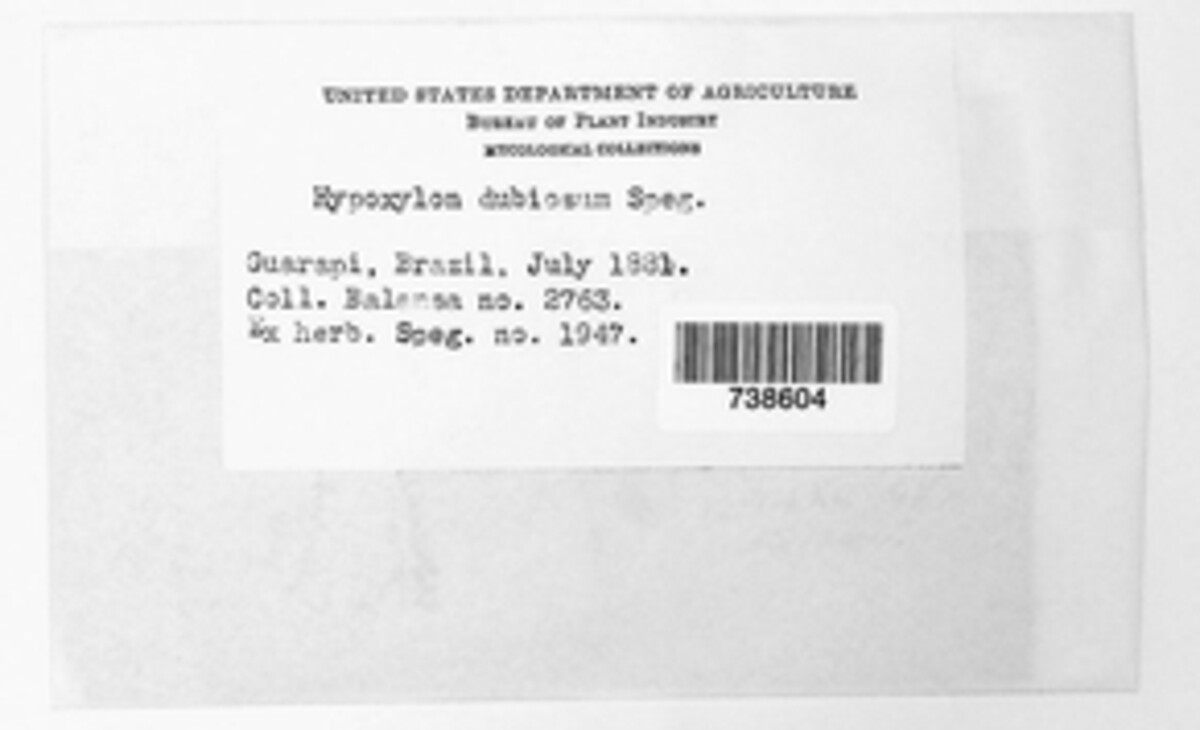 UNITED STATES DEPARTMENT OF AGRICULTURE
BUREAU OF PLANT INDUSTRY
MYCOLOGICAL COLLECTIONS
Hypoxylon dubiosum Speg.
Guarapi, Brazil, July 1881.
Coll. Balansa no. 2763.
Ex herb. Speg. no. 1947.
738604